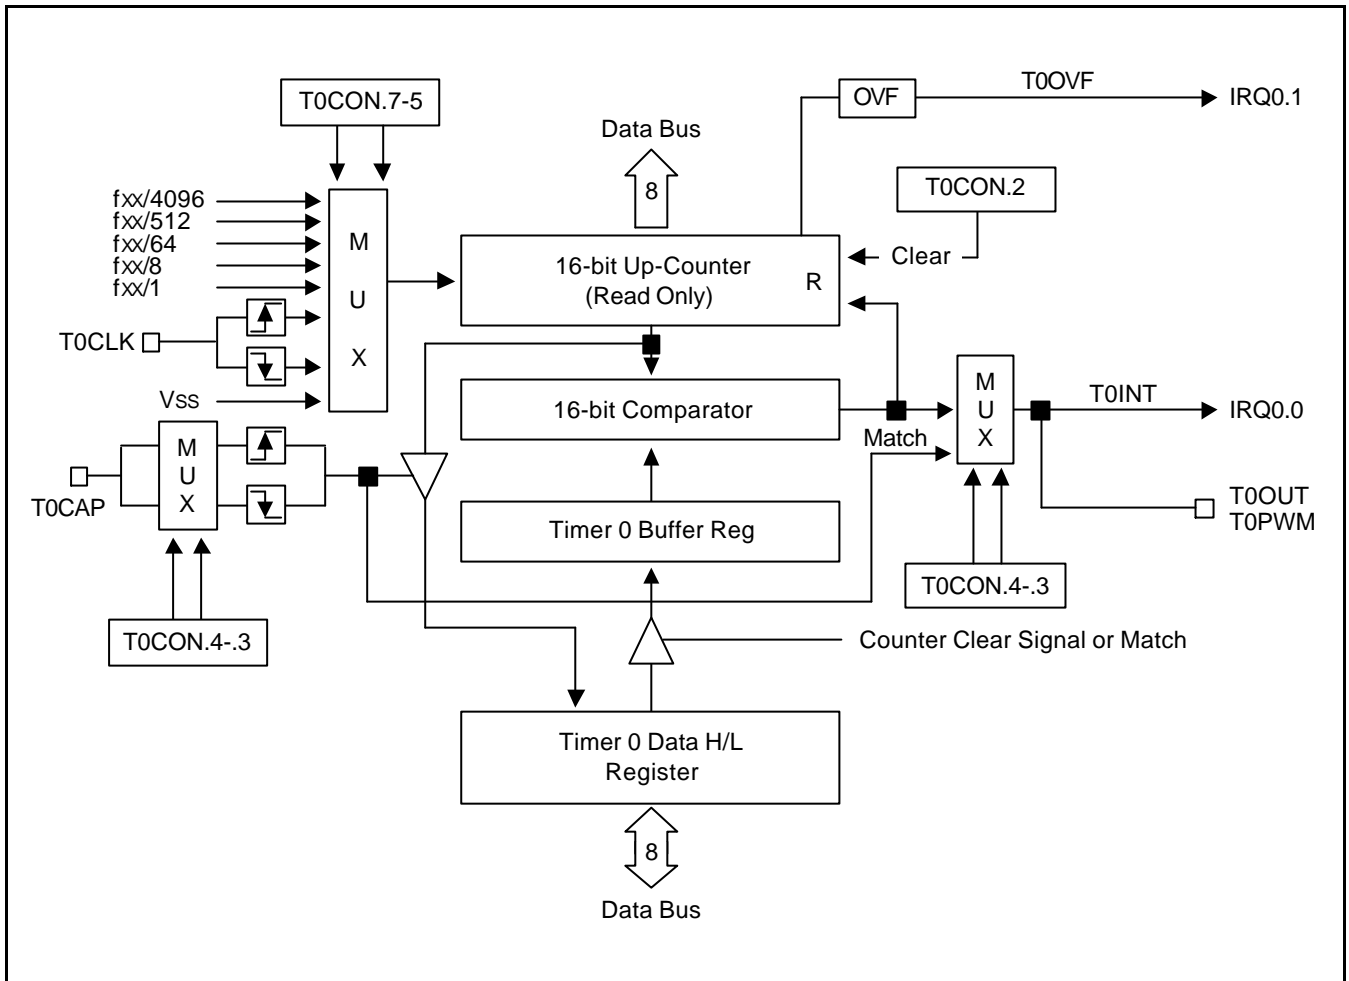 T0CON.7-5
OVF
T0OVF
IRQ0.1
Data Bus
8
T0CON.2
fxx/4096
fxx/512
fxx/64
fxx/8
fxx/1
M
U
X
16-bit Up-Counter
(Read Only)
R
Clear
T0CLK
Vss
16-bit Comparator
Match
M
U
X
T0INT
IRQ0.0
M
U
X
T0CAP
T0OUT
T0PWM
Timer 0 Buffer Reg
T0CON.4-.3
T0CON.4-.3
Counter Clear Signal or Match
Timer 0 Data H/L
Register
8
Data Bus